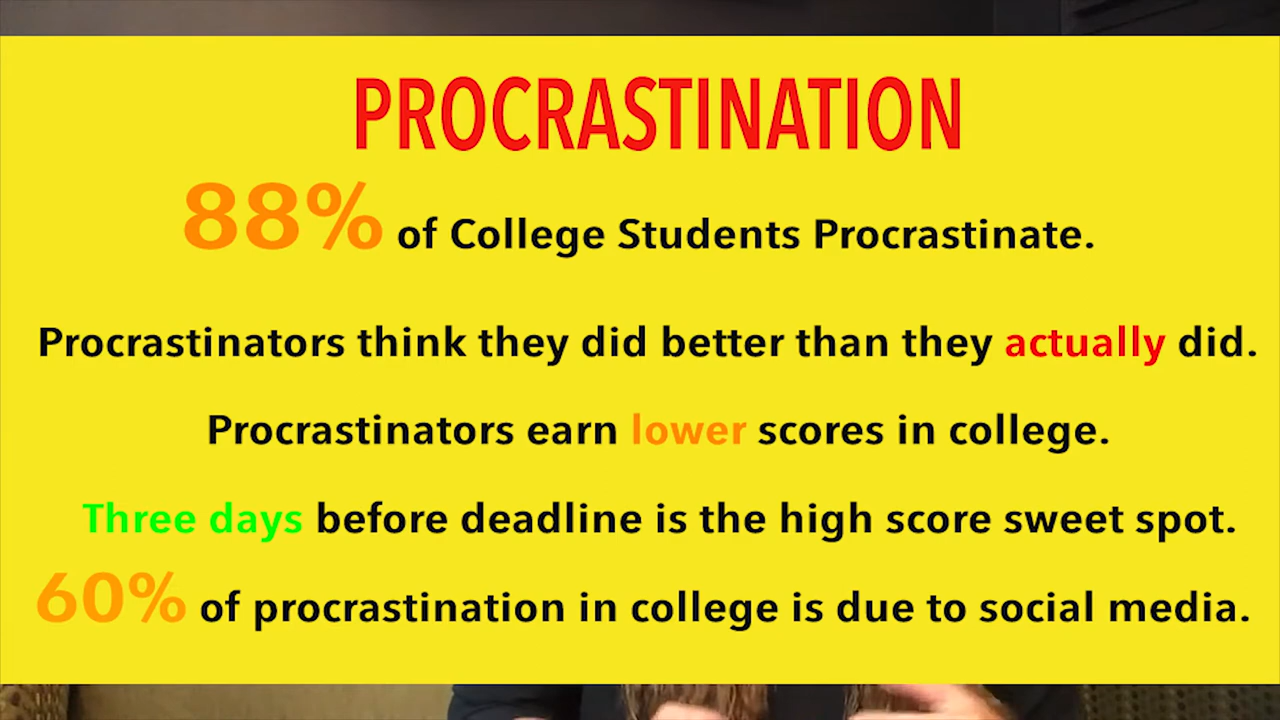 PROCRASTINATION
88% of College Students Procrastinate.
Procrastinators think they did better than they actually did.
Procrastinators earn lower scores in college.
Three days before deadline is the high score sweet spot.
60% of procrastination in college is due to social media.